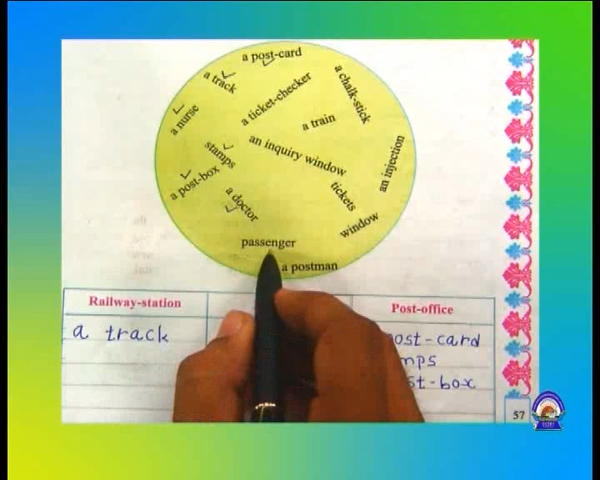 a post-card
a track
a ticket-checker
a chalk-stick
a nurse
a train
stamps
an inquiry window
an injection
a post-box
tickets
a doctor
window
passenger
a postman
Railway-station
Post-office
a track
ost-card
mps
st-box
57